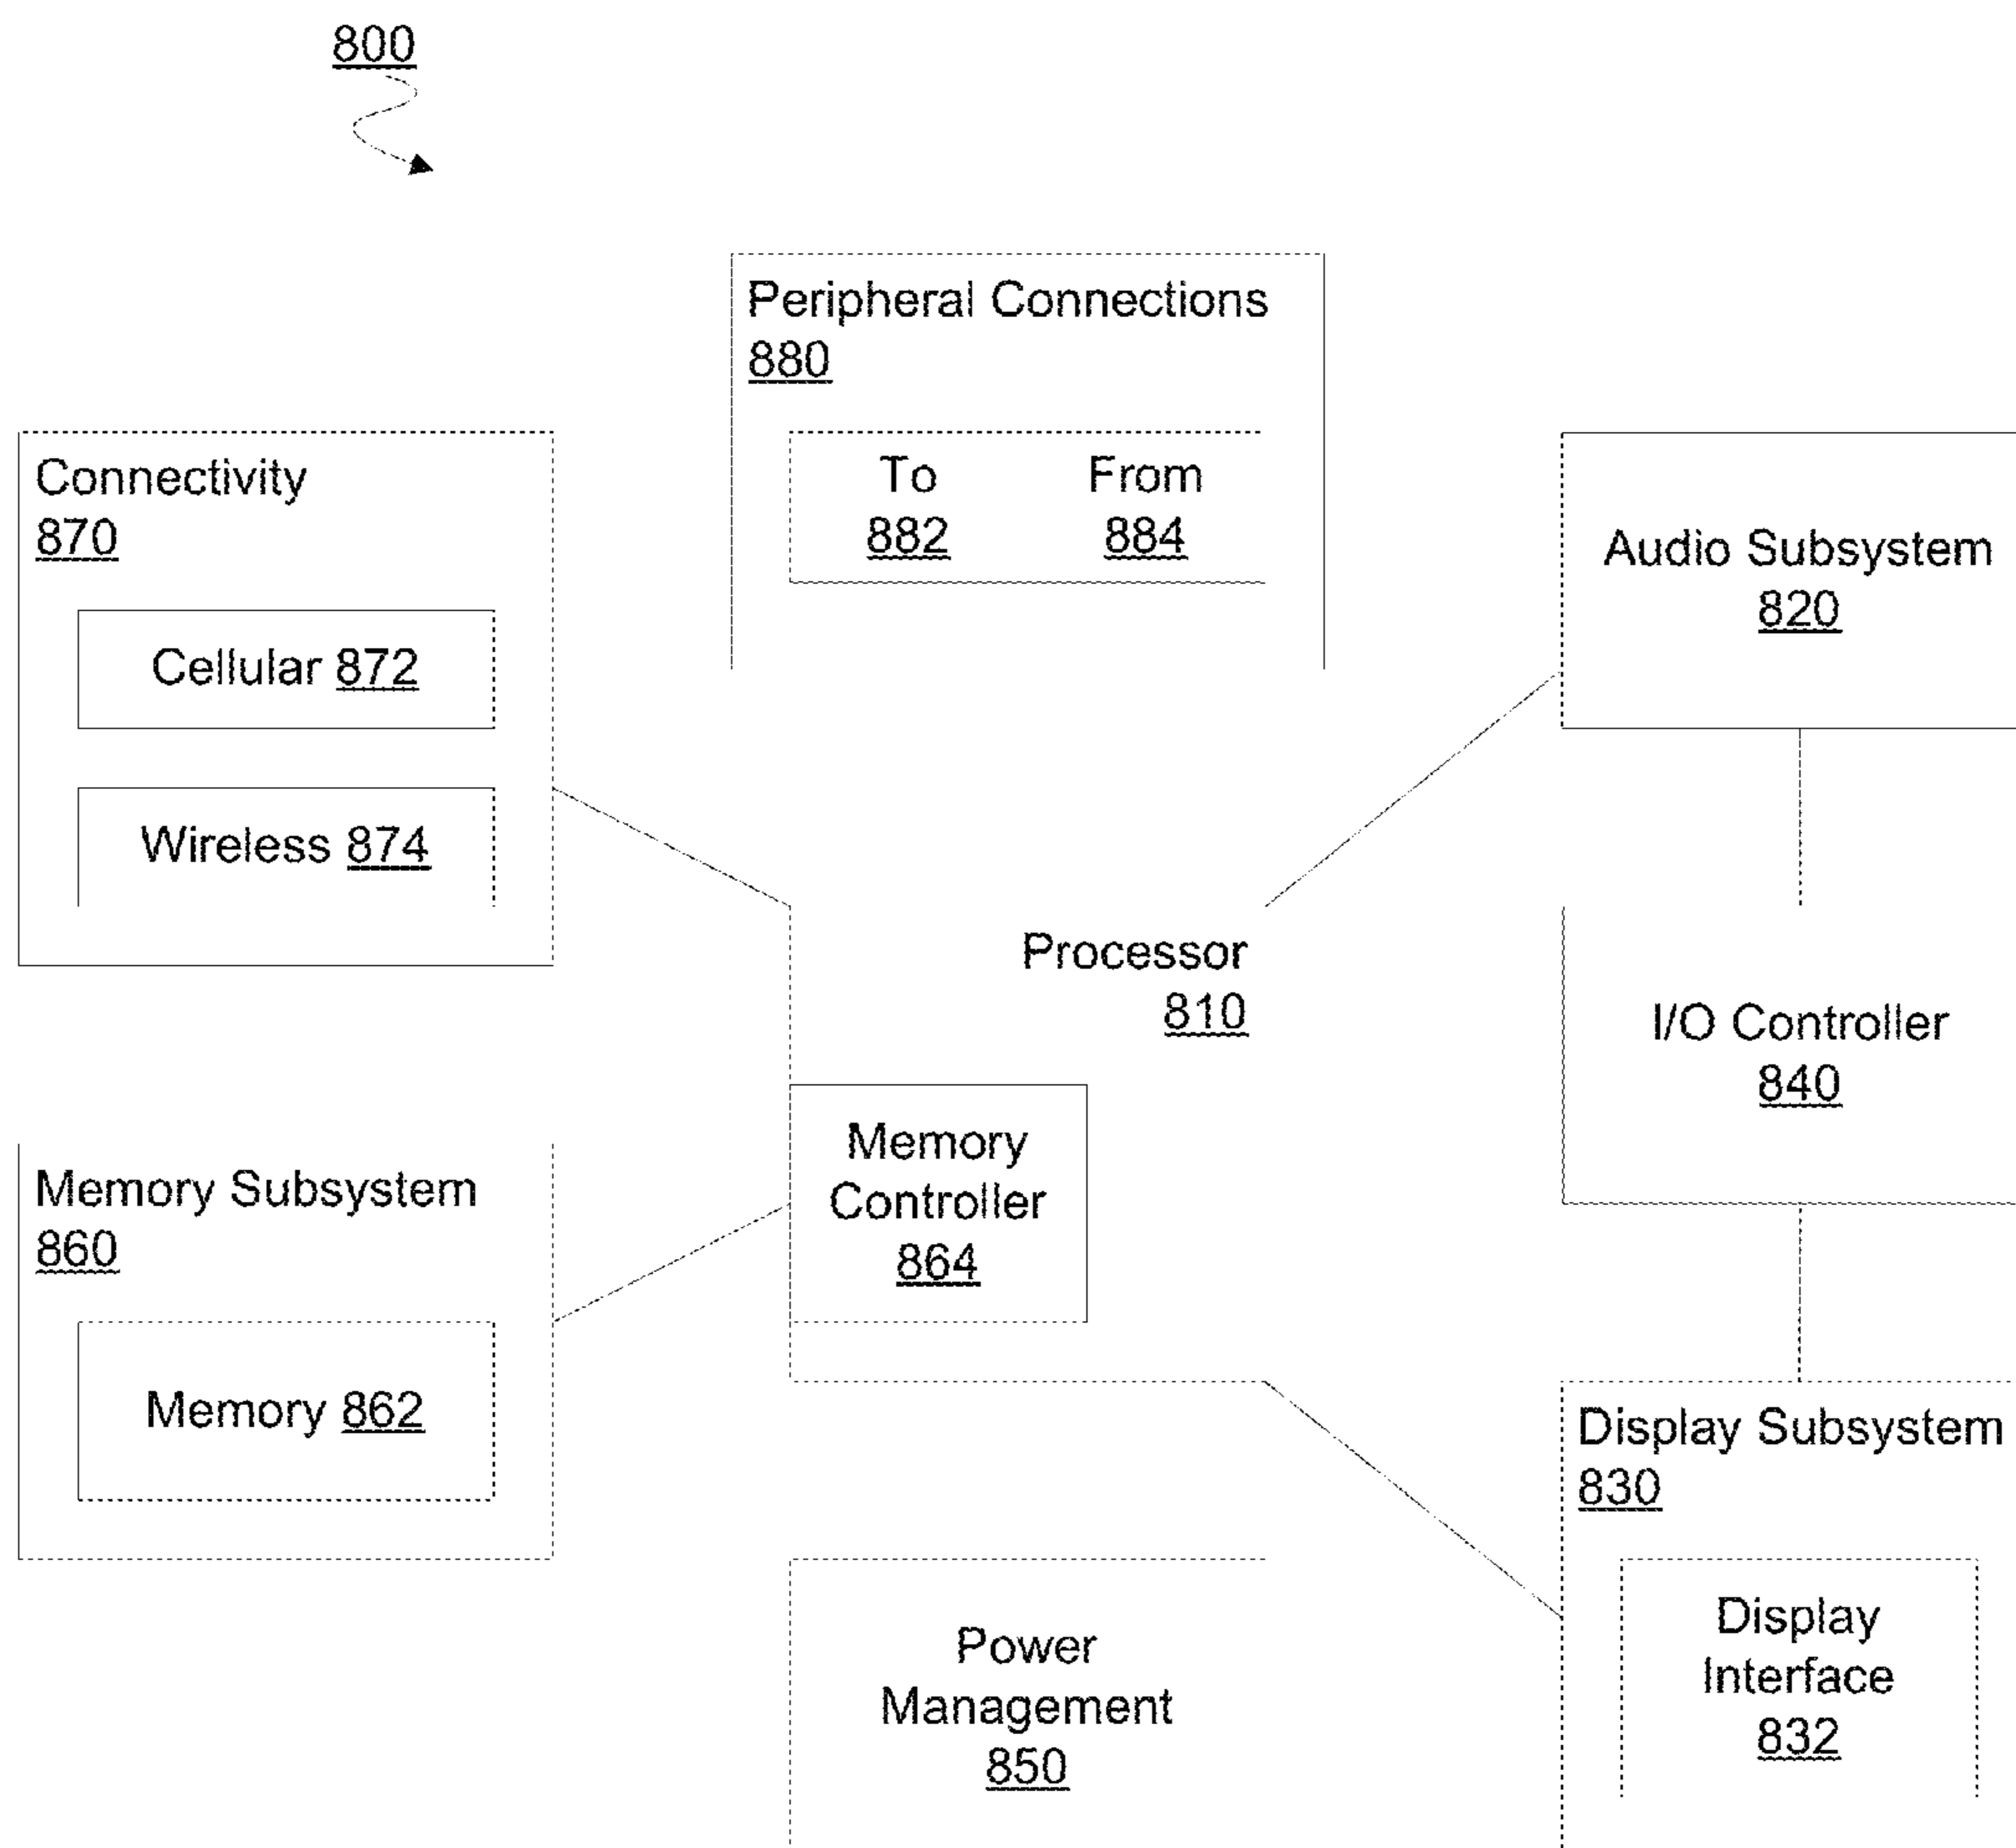 800
Peripheral Connections
880
To
From
882
884
Connectivity
870
Cellular 872
Wireless 874
Audio Subsystem
820
Processor
810
I/O Controller
840
Memory
Controller
864
Memory Subsystem
860
Memory 862
Display Subsystem
830
Display
Interface
832
Power
Management
850